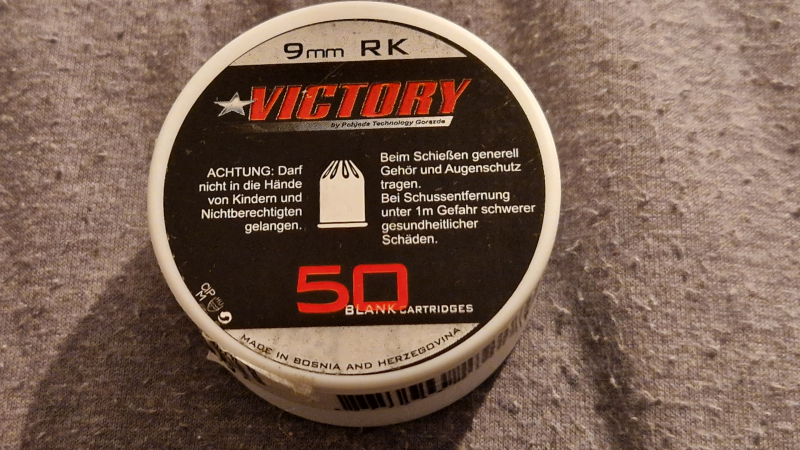 9mm RK
VICTORY
by Pobjeda Technology Gorazde
ACHTUNG: Darf
nicht in die Hände
von Kindern und
Nichtberechtigten
gelangen.
Beim Schießen generell
Gehör und Augenschutz
tragen.
Bei Schussentfernung
unter 1m Gefahr schwerer
gesundheitlicher
Schäden.
50
BLANK CARTRIDGES
MADE IN BOSNIA AND HERZEGOVINA